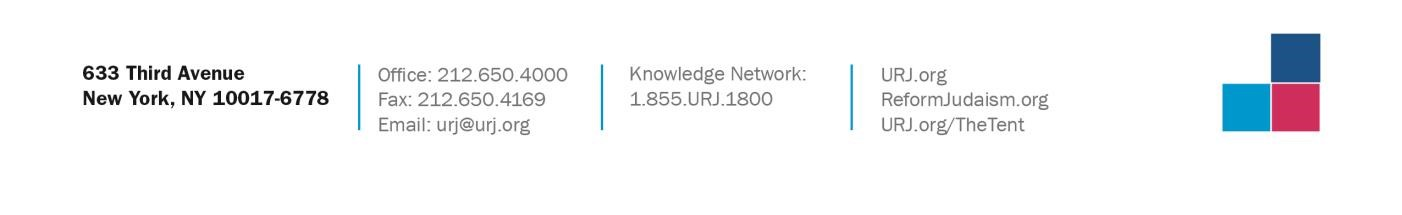 633 Third Avenue
New York, NY 10017-6778
Office: 212.650.4000
Fax: 212.650.4169
Email: urj@urj.org
Knowledge Network:
1.855.URJ.1800
URJ.org
ReformJudaism.org
URJ.org/TheTent